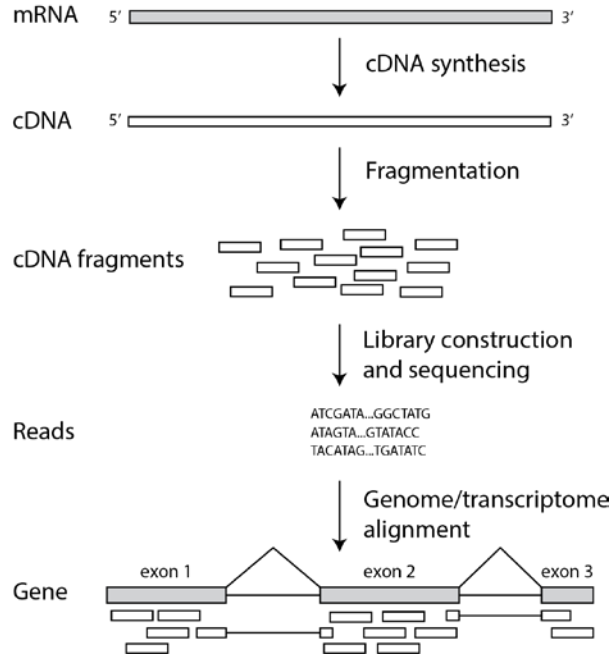 mRNA 5′ 3′
cDNA synthesis
cDNA 5′ 3′
Fragmentation
cDNA fragments
Library construction
and sequencing
ATCGATA...GGCTATG
Reads ATAGTA...GTATACC
TACATAG...TGATATC
Genome/transcriptome
alignment
exon 1 exon 2 exon 3
Gene